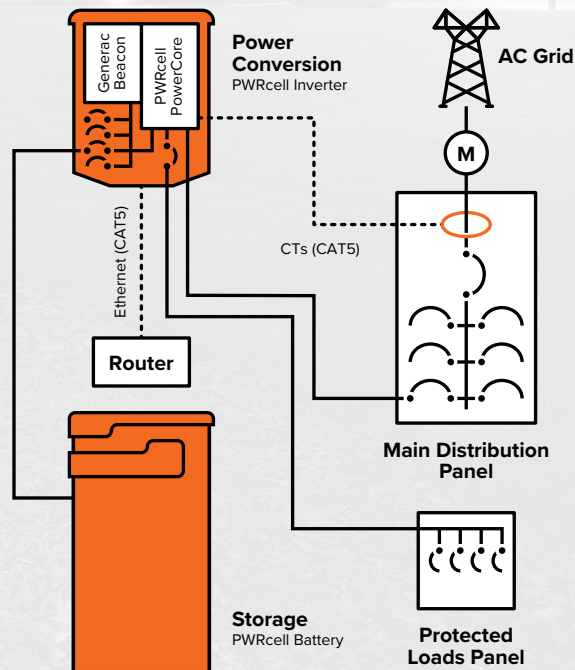 Generac
Beacon
PWRcell
PowerCore
Power
Conversion
PWRcell Inverter
AC Grid
M
Ethernet (CAT5)
CTs (CAT5)
Router
Main Distribution
Panel
Storage
PWRcell Battery
Protected
Loads Panel